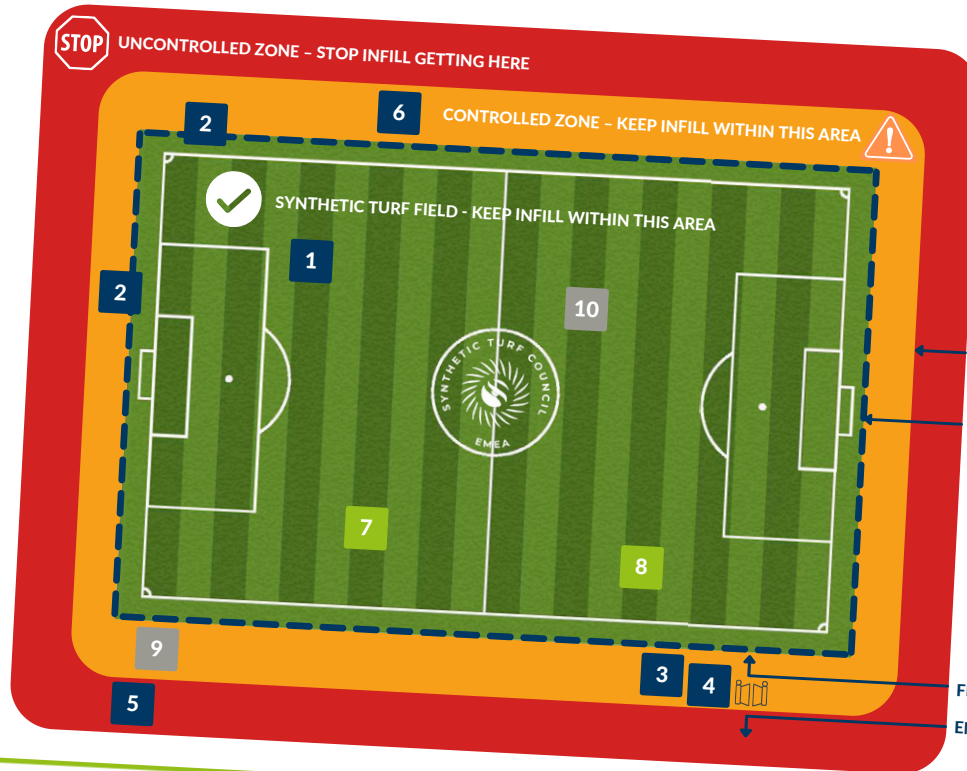 STOP
UNCONTROLLED ZONE – STOP INFILL GETTING HERE
6
CONTROLLED ZONE – KEEP INFILL WITHIN THIS AREA
!
2
SYNTHETIC TURF FIELD - KEEP INFILL WITHIN THIS AREA
1
2
10
SYNTHETIC TURF COUNCIL
EMEA
7
8
9
3
4
5